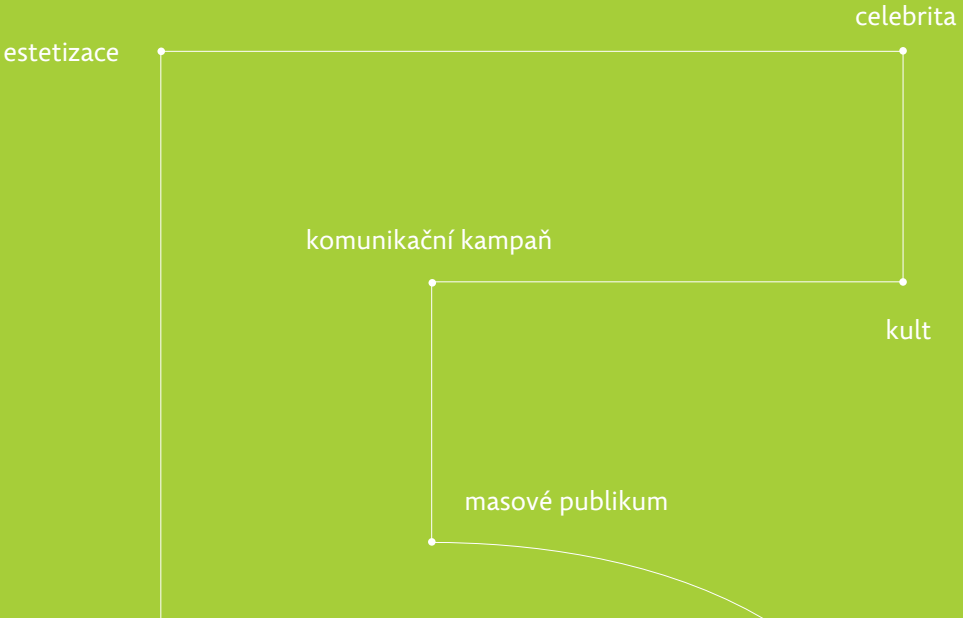 celebrita
estetizace
komunikační kampaň
kult
masové publikum